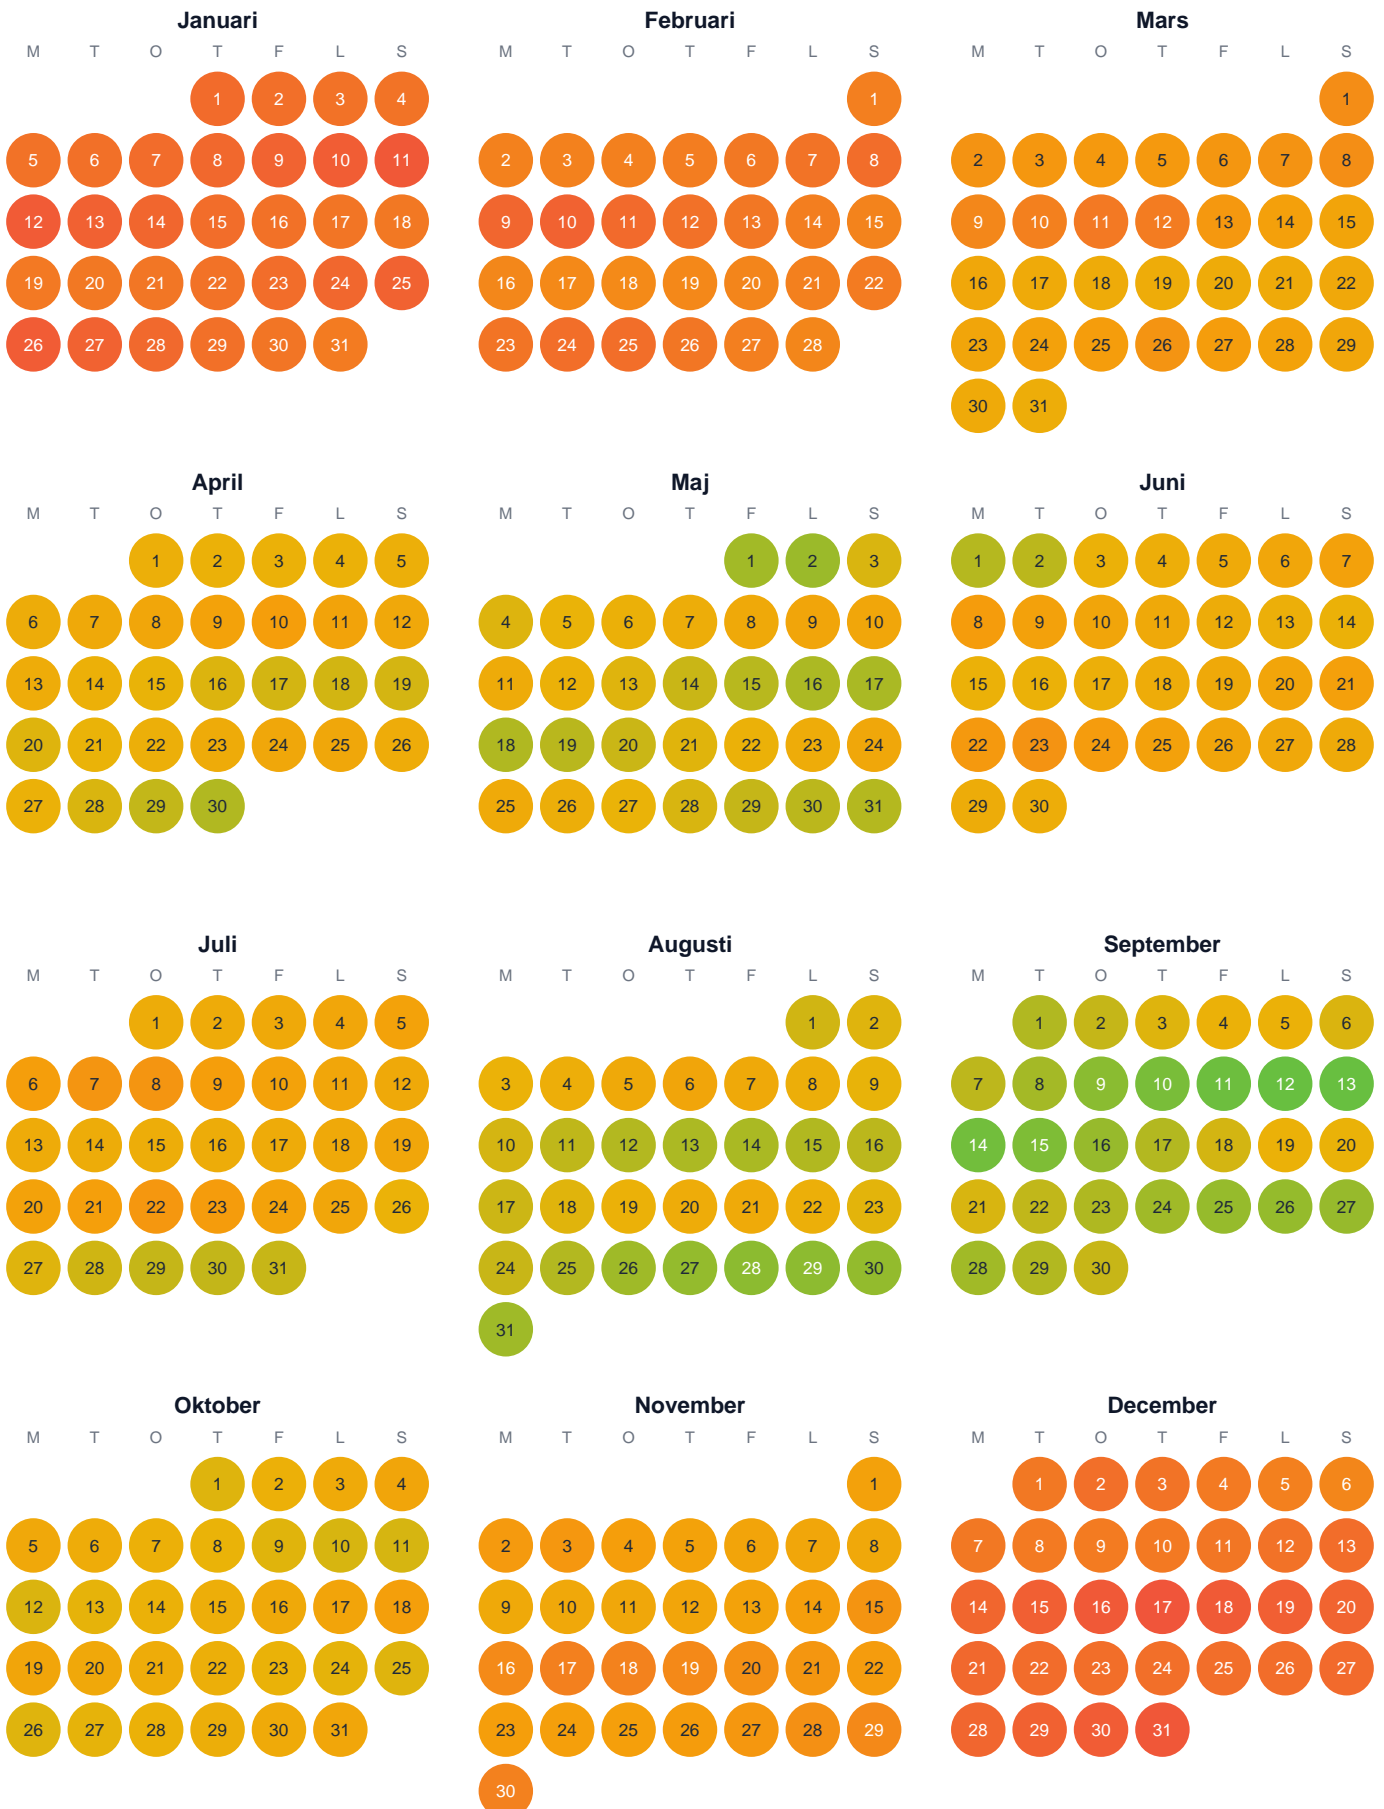 Januari Februari Mars
M T O T F L S M T O T F L S M T O T F L S
1 2 3 4 1 1
5 6 7 8 9 10 11 2 3 4 5 6 7 8 2 3 4 5 6 7 8
12 13 14 15 16 17 18 9 10 11 12 13 14 15 9 10 11 12 13 14 15
19 20 21 22 23 24 25 16 17 18 19 20 21 22 16 17 18 19 20 21 22
26 27 28 29 30 31 23 24 25 26 27 28 23 24 25 26 27 28 29
30 31
April Maj Juni
M T O T F L S M T O T F L S M T O T F L S
1 2 3 4 5 1 2 3 1 2 3 4 5 6 7
6 7 8 9 10 11 12 4 5 6 7 8 9 10 8 9 10 11 12 13 14
13 14 15 16 17 18 19 11 12 13 14 15 16 17 15 16 17 18 19 20 21
20 21 22 23 24 25 26 18 19 20 21 22 23 24 22 23 24 25 26 27 28
27 28 29 30 25 26 27 28 29 30 31 29 30
Juli Augusti September
M T O T F L S M T O T F L S M T O T F L S
1 2 3 4 5 1 2 1 2 3 4 5 6
6 7 8 9 10 11 12 3 4 5 6 7 8 9 7 8 9 10 11 12 13
13 14 15 16 17 18 19 10 11 12 13 14 15 16 14 15 16 17 18 19 20
20 21 22 23 24 25 26 17 18 19 20 21 22 23 21 22 23 24 25 26 27
27 28 29 30 31 24 25 26 27 28 29 30 28 29 30
31
Oktober November December
M T O T F L S M T O T F L S M T O T F L S
1 2 3 4 1 1 2 3 4 5 6
5 6 7 8 9 10 11 2 3 4 5 6 7 8 7 8 9 10 11 12 13
12 13 14 15 16 17 18 9 10 11 12 13 14 15 14 15 16 17 18 19 20
19 20 21 22 23 24 25 16 17 18 19 20 21 22 21 22 23 24 25 26 27
26 27 28 29 30 31 23 24 25 26 27 28 29 28 29 30 31
30